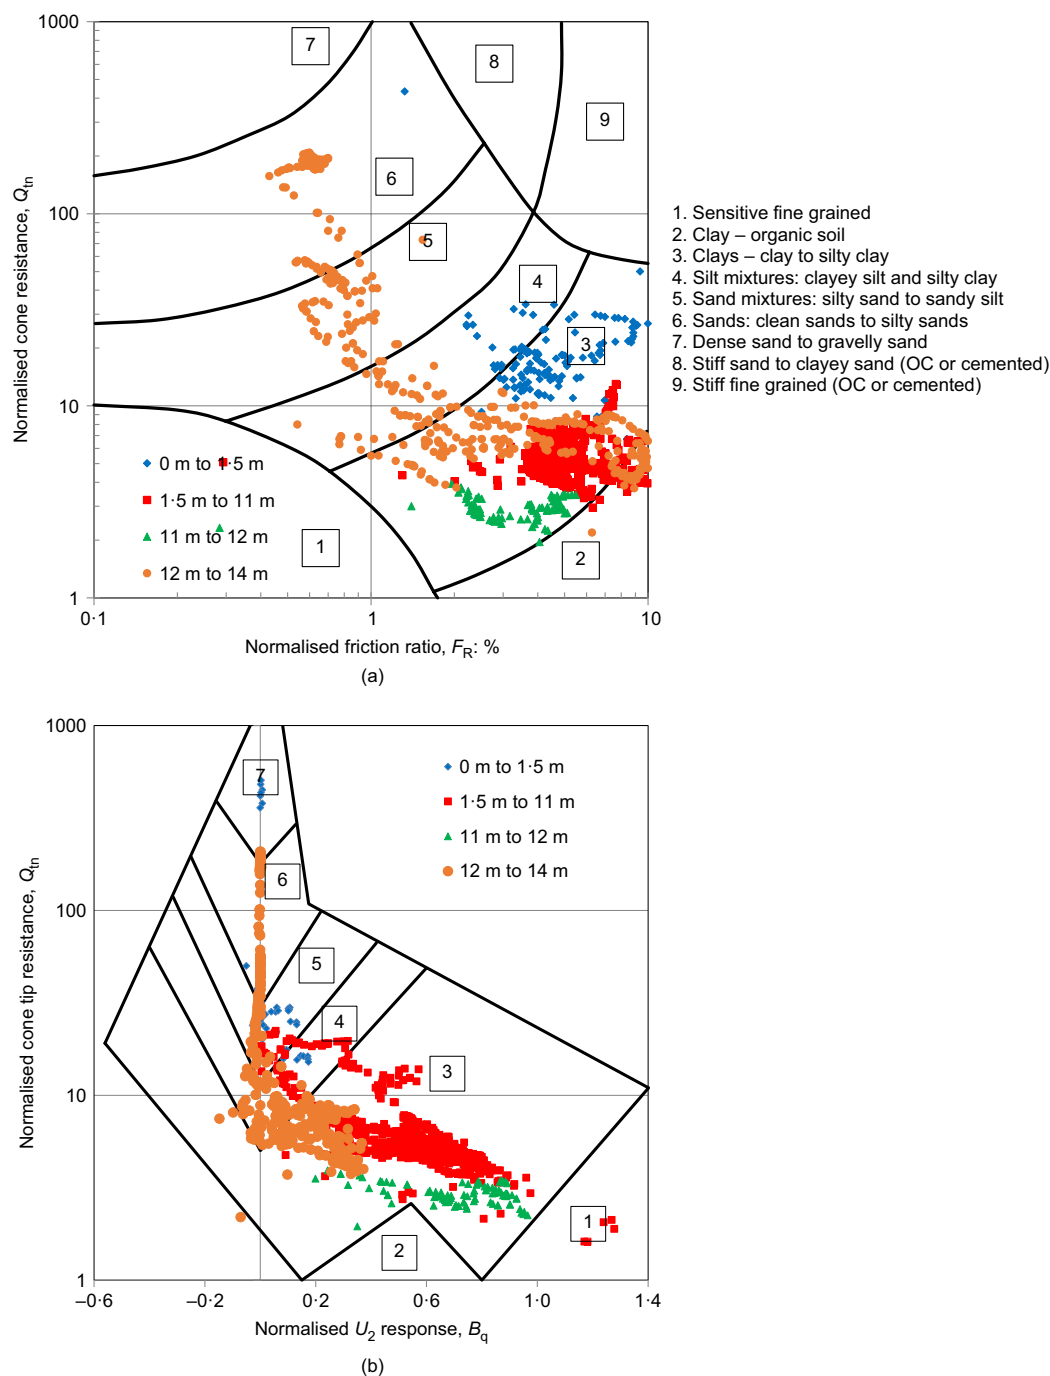 1000
7
8
9
6
100
5
4
3
10
1
2
1
0·1
1
10
Normalised cone resistance, Qtn
Normalised friction ratio, FR: %
0 m to 1·5 m
1·5 m to 11 m
11 m to 12 m
12 m to 14 m
(a)
1. Sensitive fine grained
2. Clay – organic soil
3. Clays – clay to silty clay
4. Silt mixtures: clayey silt and silty clay
5. Sand mixtures: silty sand to sandy silt
6. Sands: clean sands to silty sands
7. Dense sand to gravelly sand
8. Stiff sand to clayey sand (OC or cemented)
9. Stiff fine grained (OC or cemented)
1000
7
0 m to 1·5 m
1·5 m to 11 m
11 m to 12 m
12 m to 14 m
6
100
5
4
3
10
1
2
1
–0·6
–0·2
0·2
0·6
1·0
1·4
Normalised cone tip resistance, Qtn
Normalised U2 response, Bq
(b)